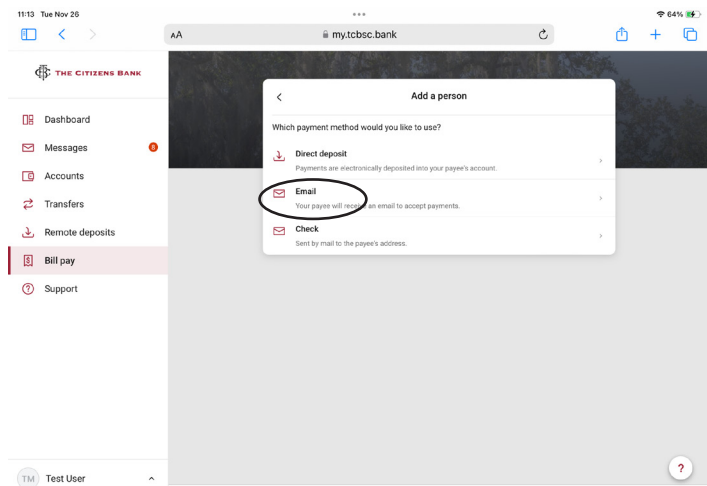 11:13 Tue Nov 26
64%
AA
my.tcbsc.bank
THE CITIZENS BANK
Dashboard
Messages
8
Accounts
Transfers
Remote deposits
Bill pay
Support
TM
Test User
Add a person
Which payment method would you like to use?
Direct deposit
Payments are electronically deposited into your payee's account.
Email
Your payee will receive an email to accept payments.
Check
Sent by mail to the payee's address.
?